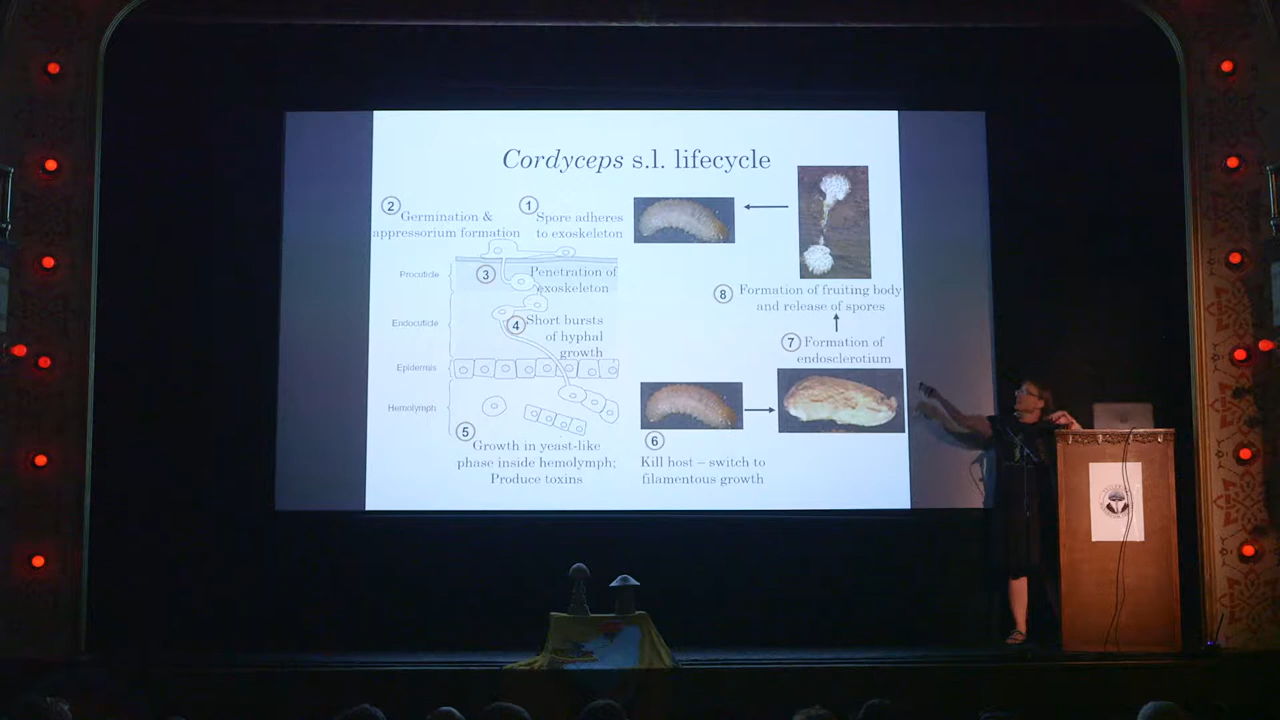 Cordyceps s.l. lifecycle
①
Spore adheres
to exoskeleton
②
Germination &
appressorium formation
Procuticle
③
Penetration of
exoskeleton
Endocuticle
④
Short bursts
of hyphal
growth
Epidermis
Hemolymph
⑤
Growth in yeast-like
phase inside hemolymph;
Produce toxins
⑥
Kill host – switch to
filamentous growth
⑦ Formation of
endosclerotium
⑧ Formation of fruiting body
and release of spores